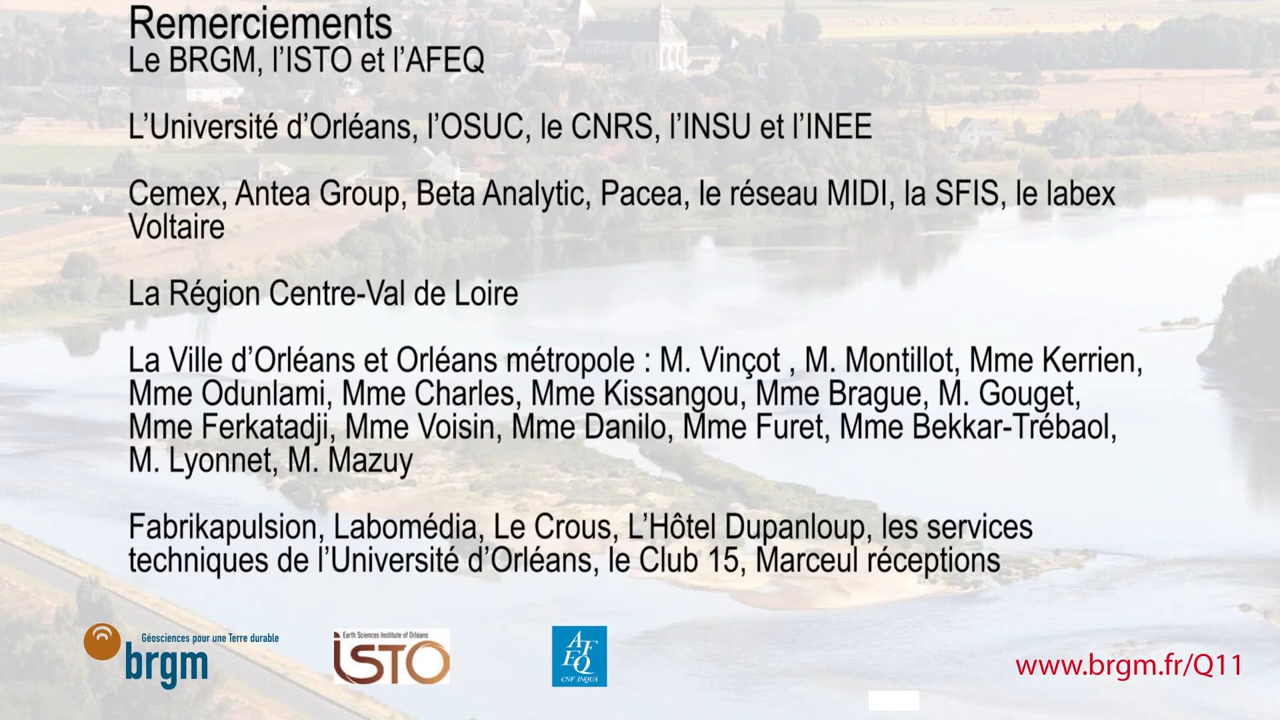 Remerciements
Le BRGM, l'ISTO et l'AFEQ
L'Université d'Orléans, l'OSUC, le CNRS, l'INSU et l'INEE
Cemex, Antea Group, Beta Analytic, Pacea, le réseau MIDI, la SFIS, le labex
Voltaire
La Région Centre-Val de Loire
La Ville d'Orléans et Orléans métropole : M. Vinçot , M. Montillot, Mme Kerrien,
Mme Odunlami, Mme Charles, Mme Kissangou, Mme Brague, M. Gouget,
Mme Ferkatadji, Mme Voisin, Mme Danilo, Mme Furet, Mme Bekkar-Trébaol,
M. Lyonnet, M. Mazuy
Fabrikapulsion, Labomédia, Le Crous, L'Hôtel Dupanloup, les services
techniques de l'Université d'Orléans, le Club 15, Marceul réceptions
Géosciences pour une Terre durable
brgm
Earth Sciences Institute of Orléans
iSTO
AFEQ
CNF INQUA
www.brgm.fr/Q11